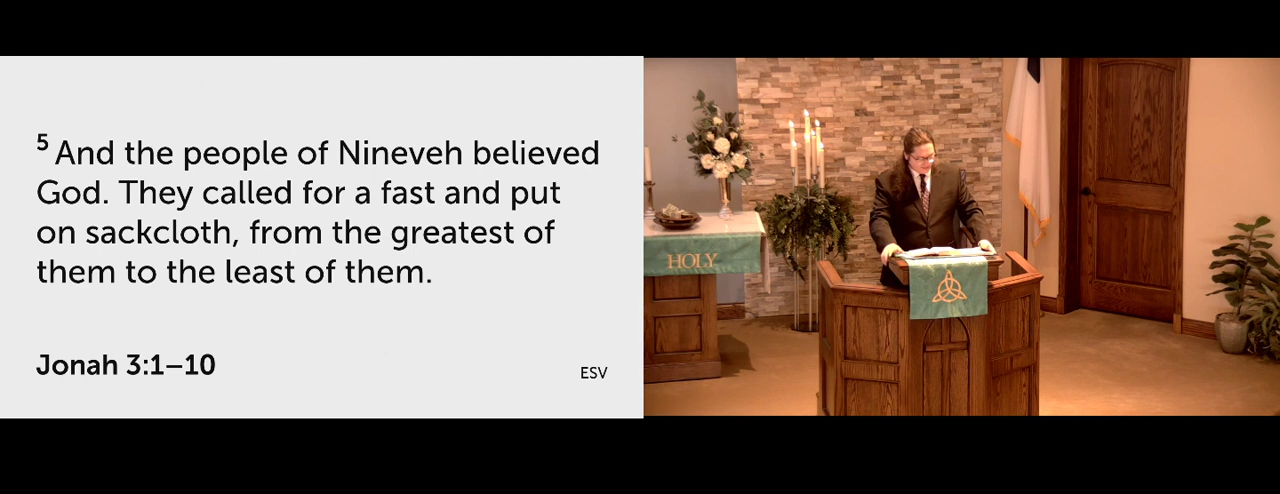 5 And the people of Nineveh believed
God. They called for a fast and put
on sackcloth, from the greatest of
them to the least of them.
Jonah 3:1–10
ESV
HOLY